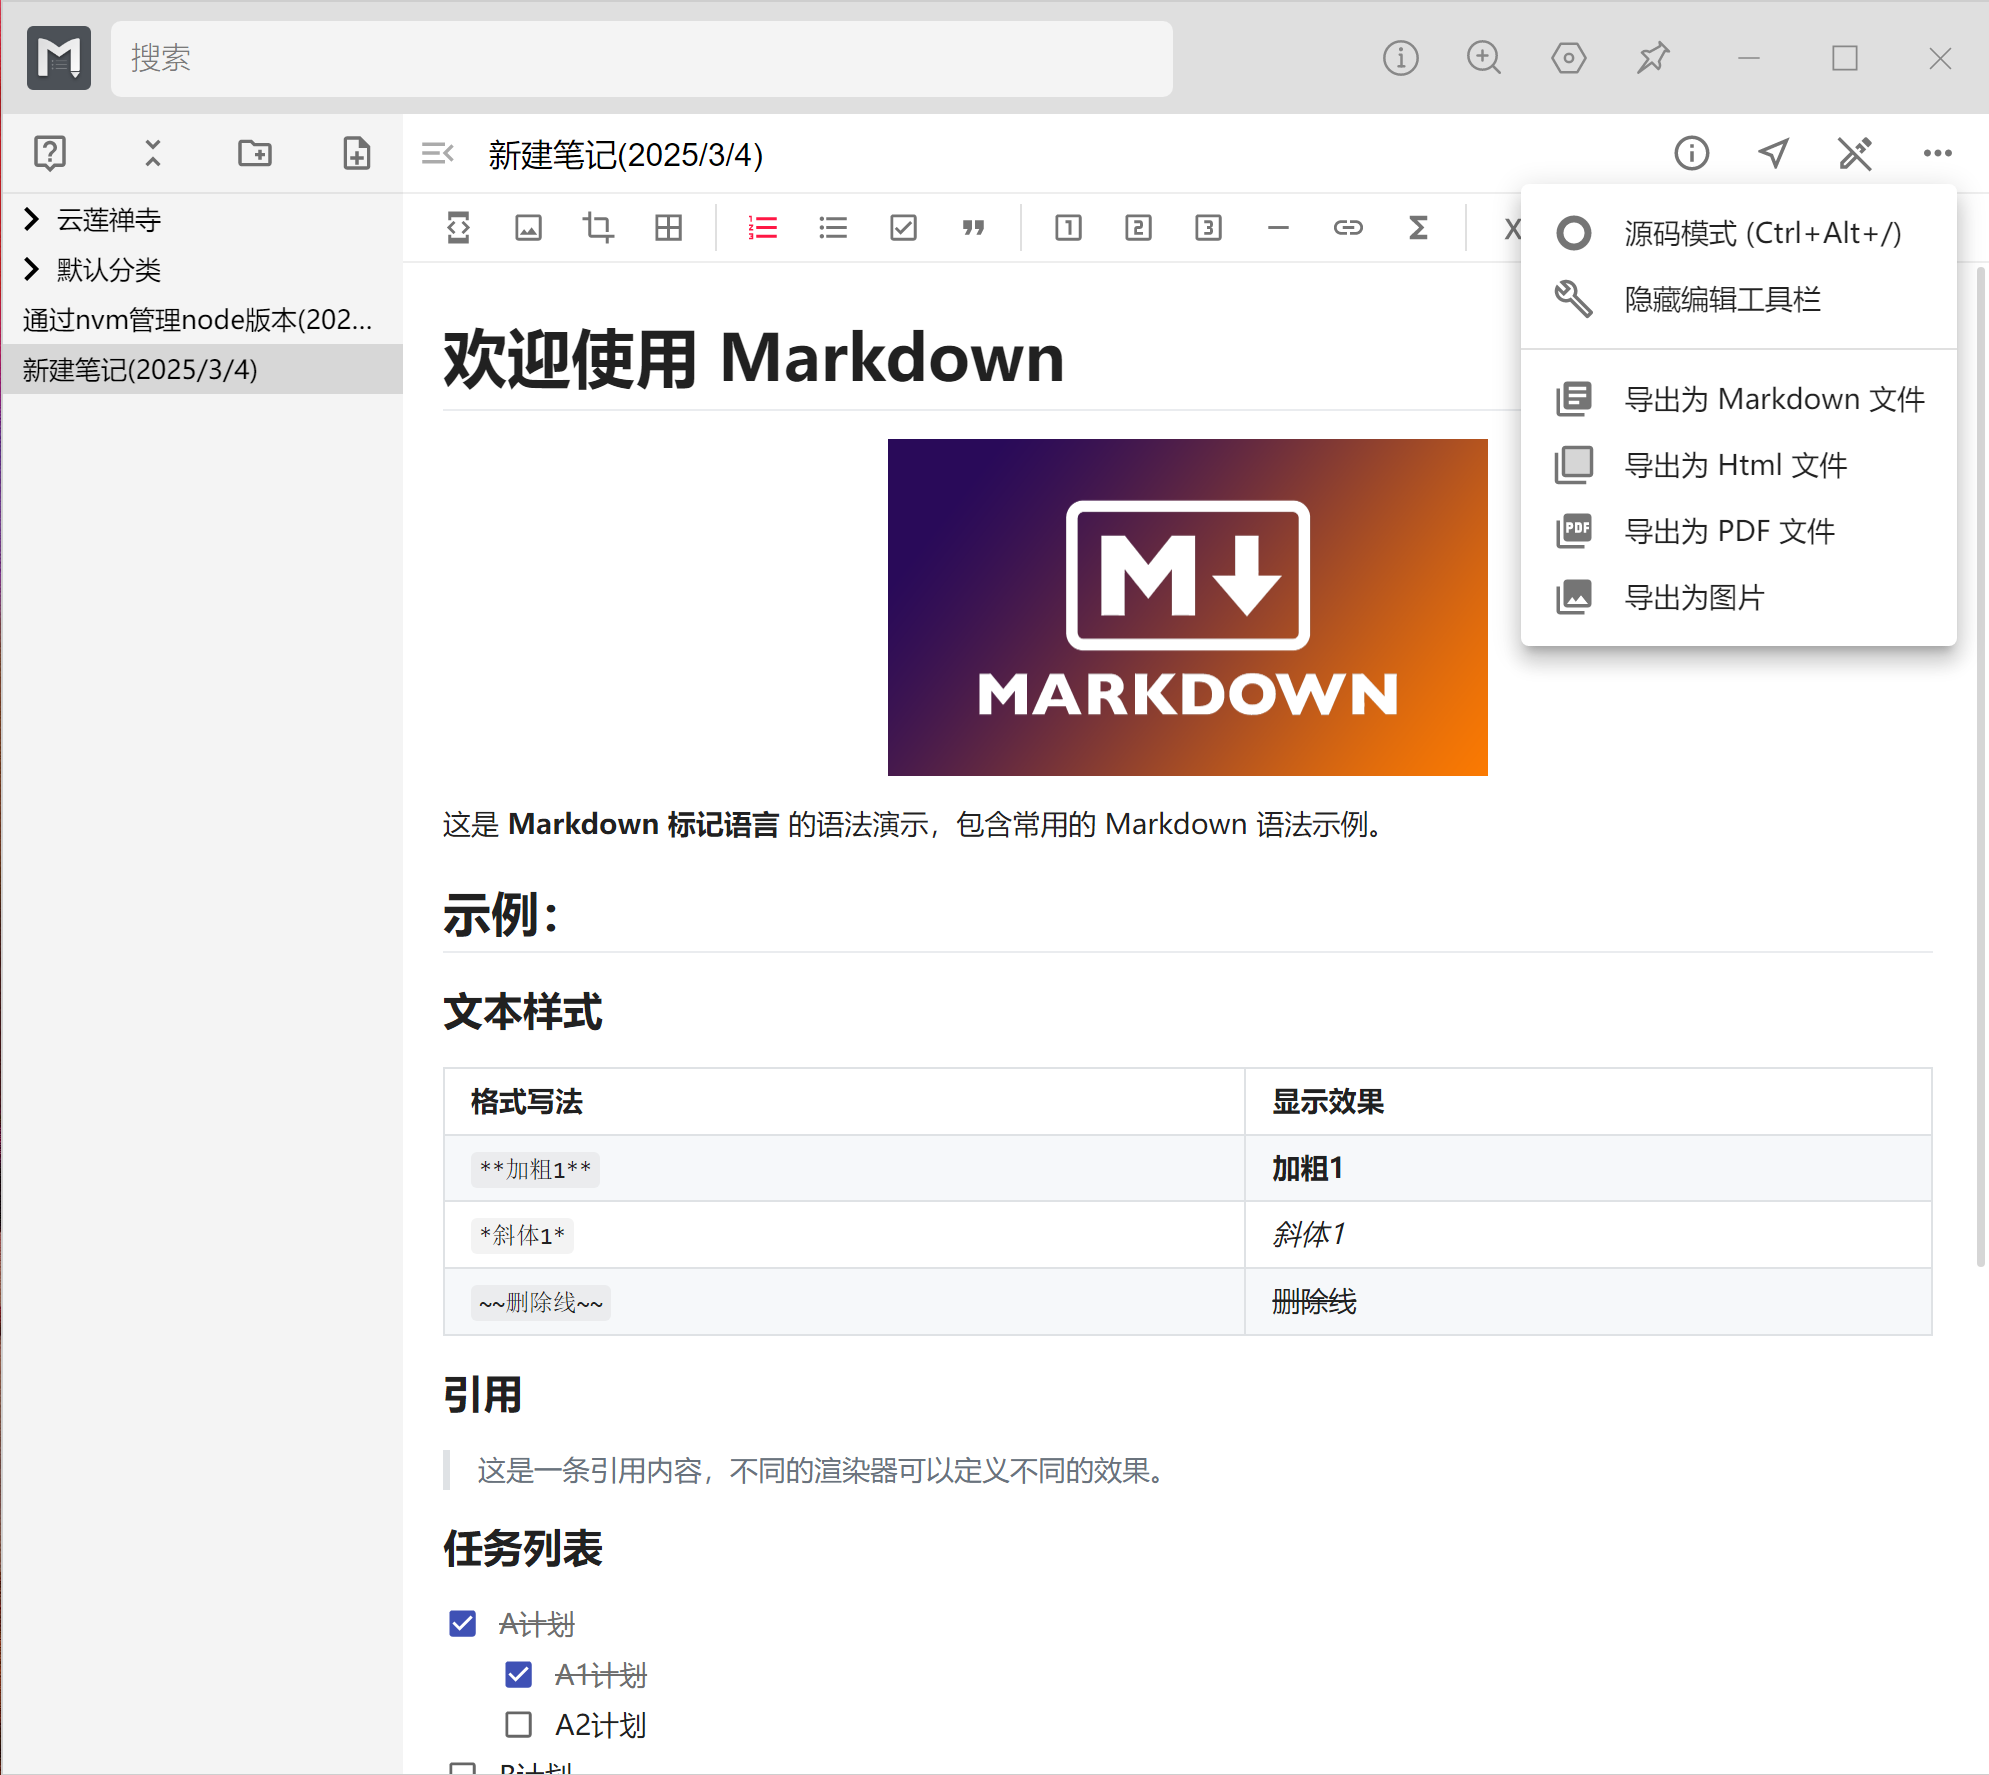 搜索
新建笔记(2025/3/4)
云莲禅寺
默认分类
通过nvm管理node版本(202...
新建笔记(2025/3/4)
源码模式 (Ctrl+Alt+/)
隐藏编辑工具栏
导出为 Markdown 文件
导出为 Html 文件
导出为 PDF 文件
导出为图片
欢迎使用 Markdown
M
MARKDOWN
这是 Markdown 标记语言 的语法演示，包含常用的 Markdown 语法示例。
示例：
文本样式
格式写法 显示效果
**加粗1** 加粗1
*斜体1* 斜体1
~~删除线~~ 删除线
引用
这是一条引用内容，不同的渲染器可以定义不同的效果。
任务列表
A计划
A1计划
A2计划
B计划